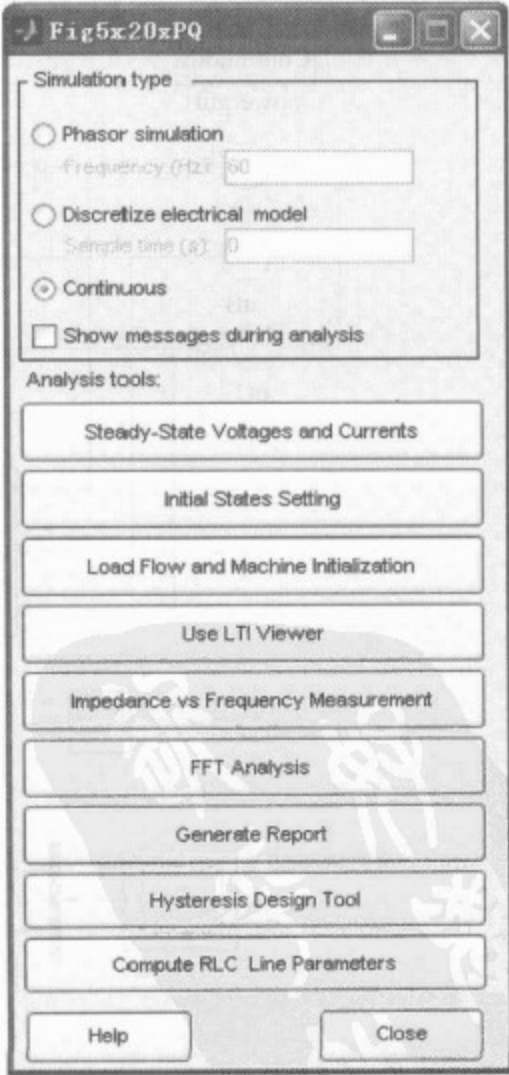 Fig5x20xPQ
Simulation type
Phasor simulation
Frequency (Hz): 60
Discretize electrical model
Sample time (s): 0
Continuous
Show messages during analysis
Analysis tools:
Steady-State Voltages and Currents
Initial States Setting
Load Flow and Machine Initialization
Use LTI Viewer
Impedance vs Frequency Measurement
FFT Analysis
Generate Report
Hysteresis Design Tool
Compute RLC Line Parameters
Help
Close